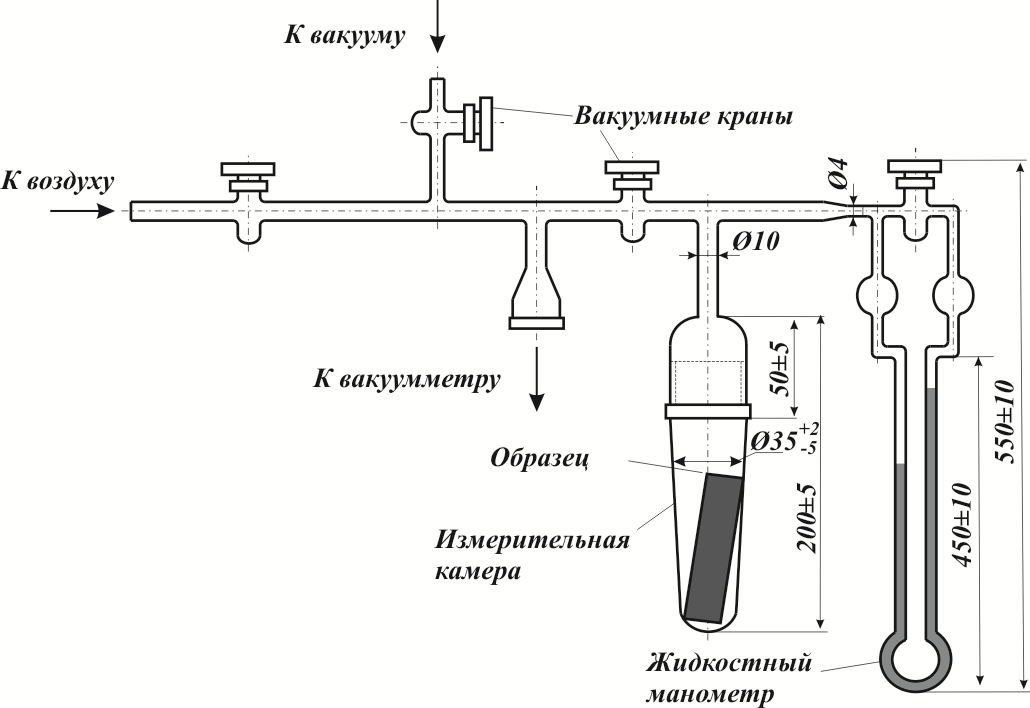 К вакууму
Вакуумные краны
К воздуху
Ø4
Ø10
50±5
К вакуумметру
Ø35+2-5
Образец
200±5
550±10
450±10
Измерительная
камера
Жидкостный
манометр